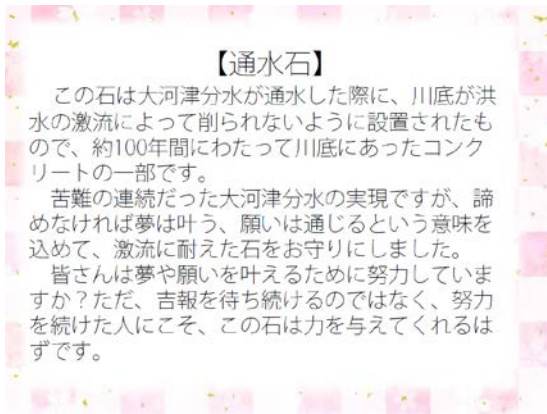 【通水石】
この石は大河津分水が通水した際に、川底が洪
水の激流によって削られないように設置されたも
ので、約100年間にわたって川底にあったコンク
リートの一部です。
苦難の連続だった大河津分水の実現ですが、諦
めなければ夢は叶う、願いは通じるという意味を
込めて、激流に耐えた石をお守りにしました。
皆さんは夢や願いを叶えるために努力していま
すか？ただ、吉報を待ち続けるのではなく、努力
を続けた人にこそ、この石は力を与えてくれるは
ずです。